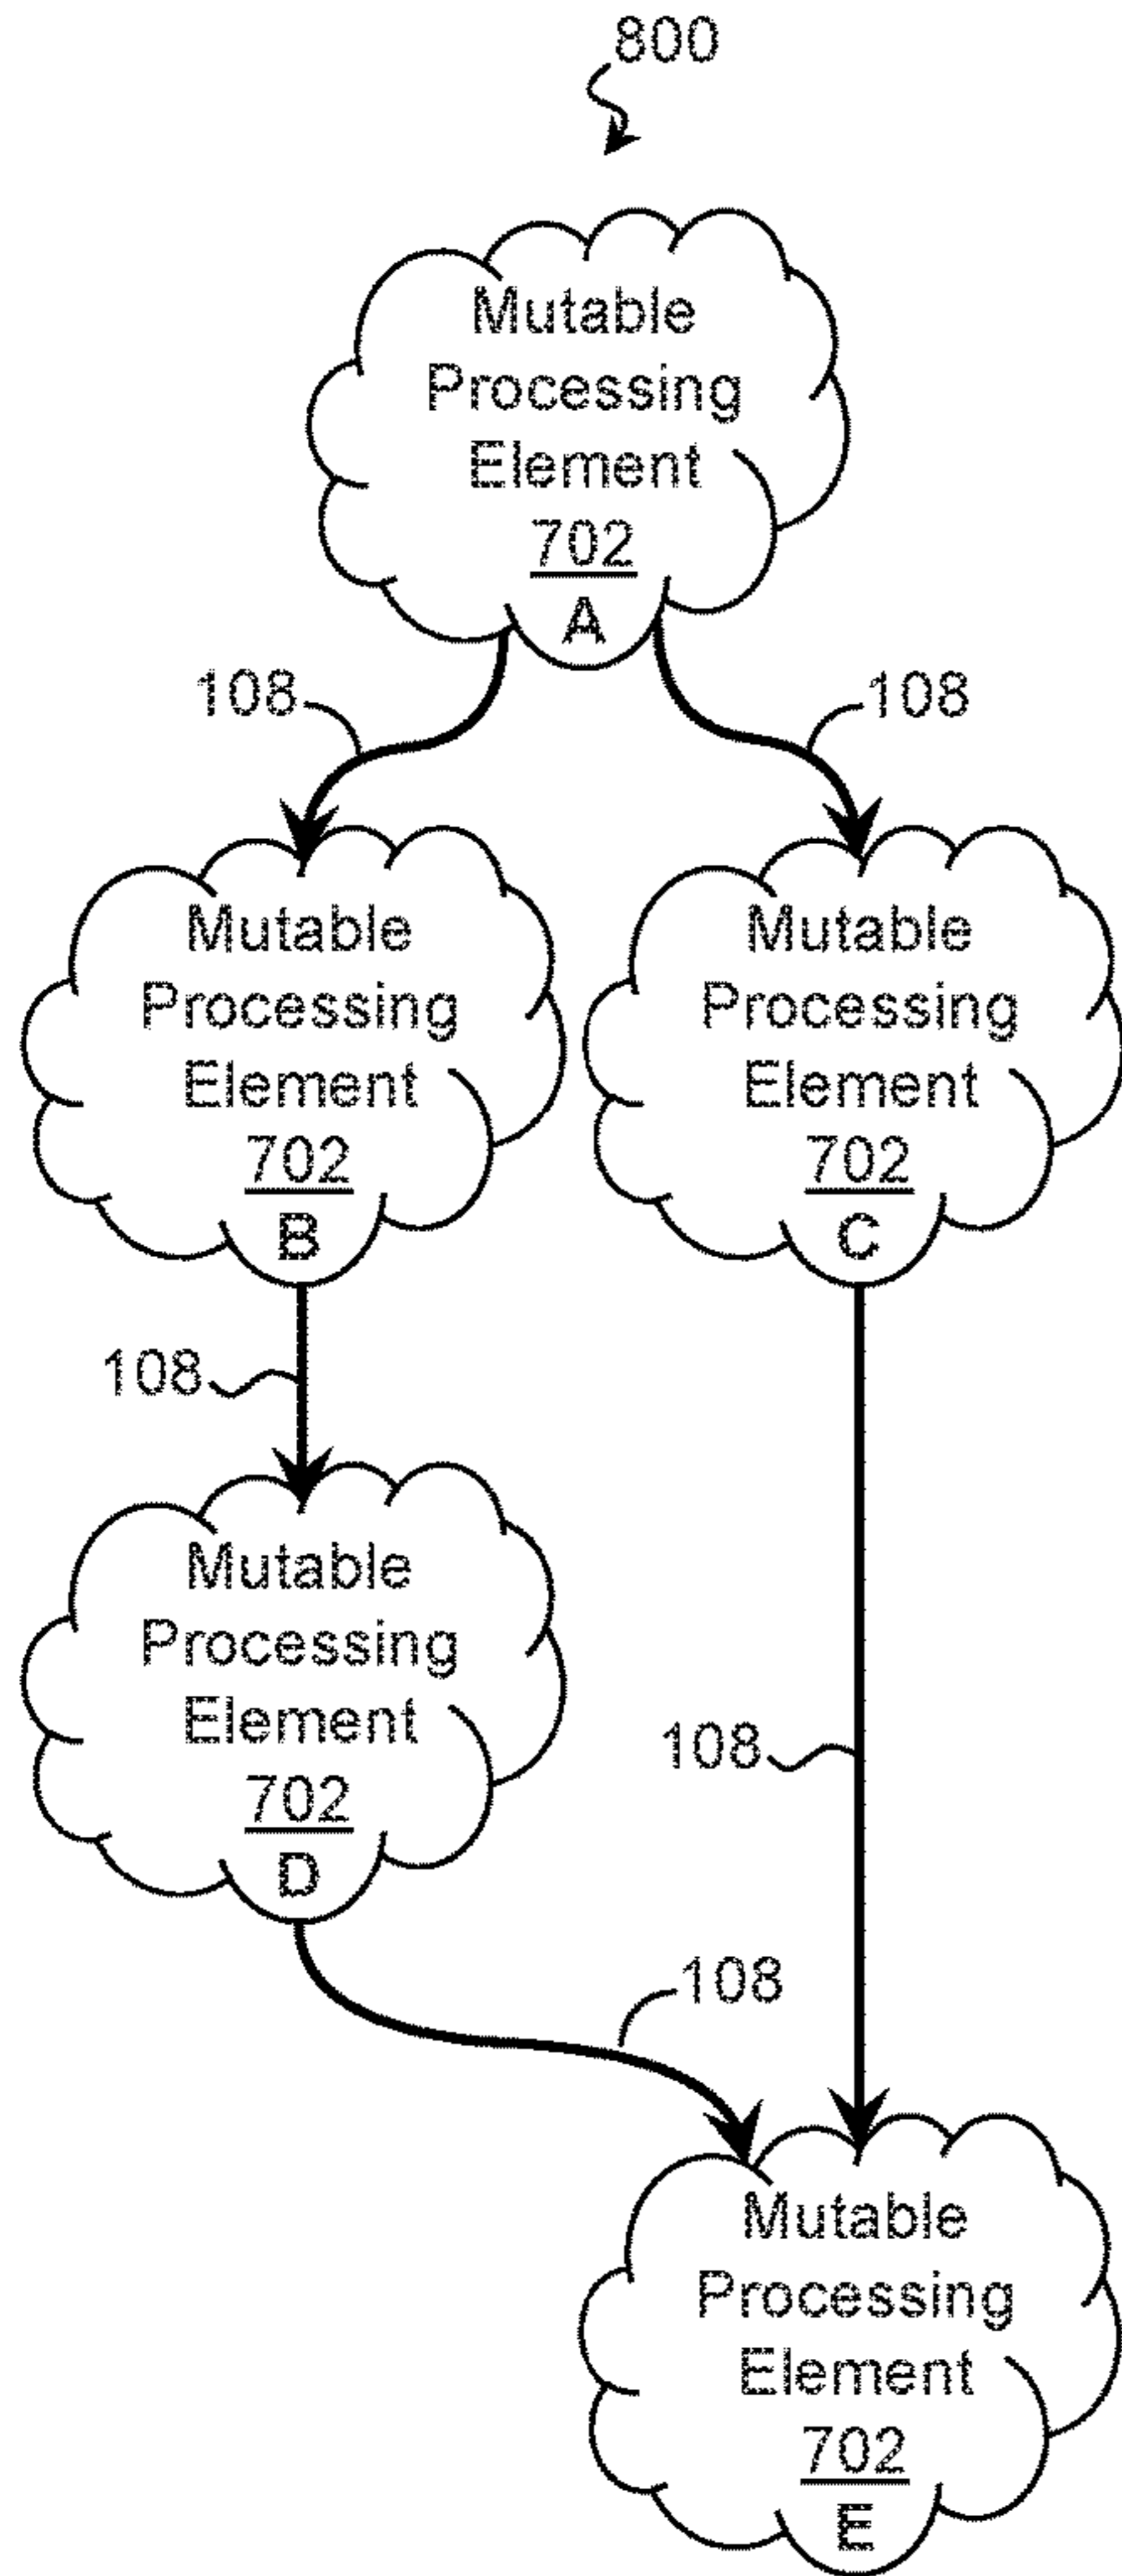 800
Mutable
Processing
Element
702
A
108
108
Mutable
Processing
Element
702
B
Mutable
Processing
Element
702
C
108
Mutable
Processing
Element
702
D
108
108
Mutable
Processing
Element
702
E